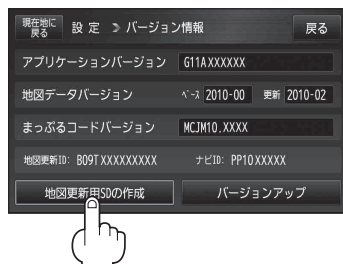 現在地に戻る 設定 バージョン情報 戻る
アプリケーションバージョン G11AXXXXXX
地図データバージョン ベース 2010-00 更新 2010-02
まっぷるコードバージョン MCJM10.XXXX
地図更新ID: B09TXXXXXXXXX ナビID: PP10XXXXX
地図更新用SDの作成 バージョンアップ